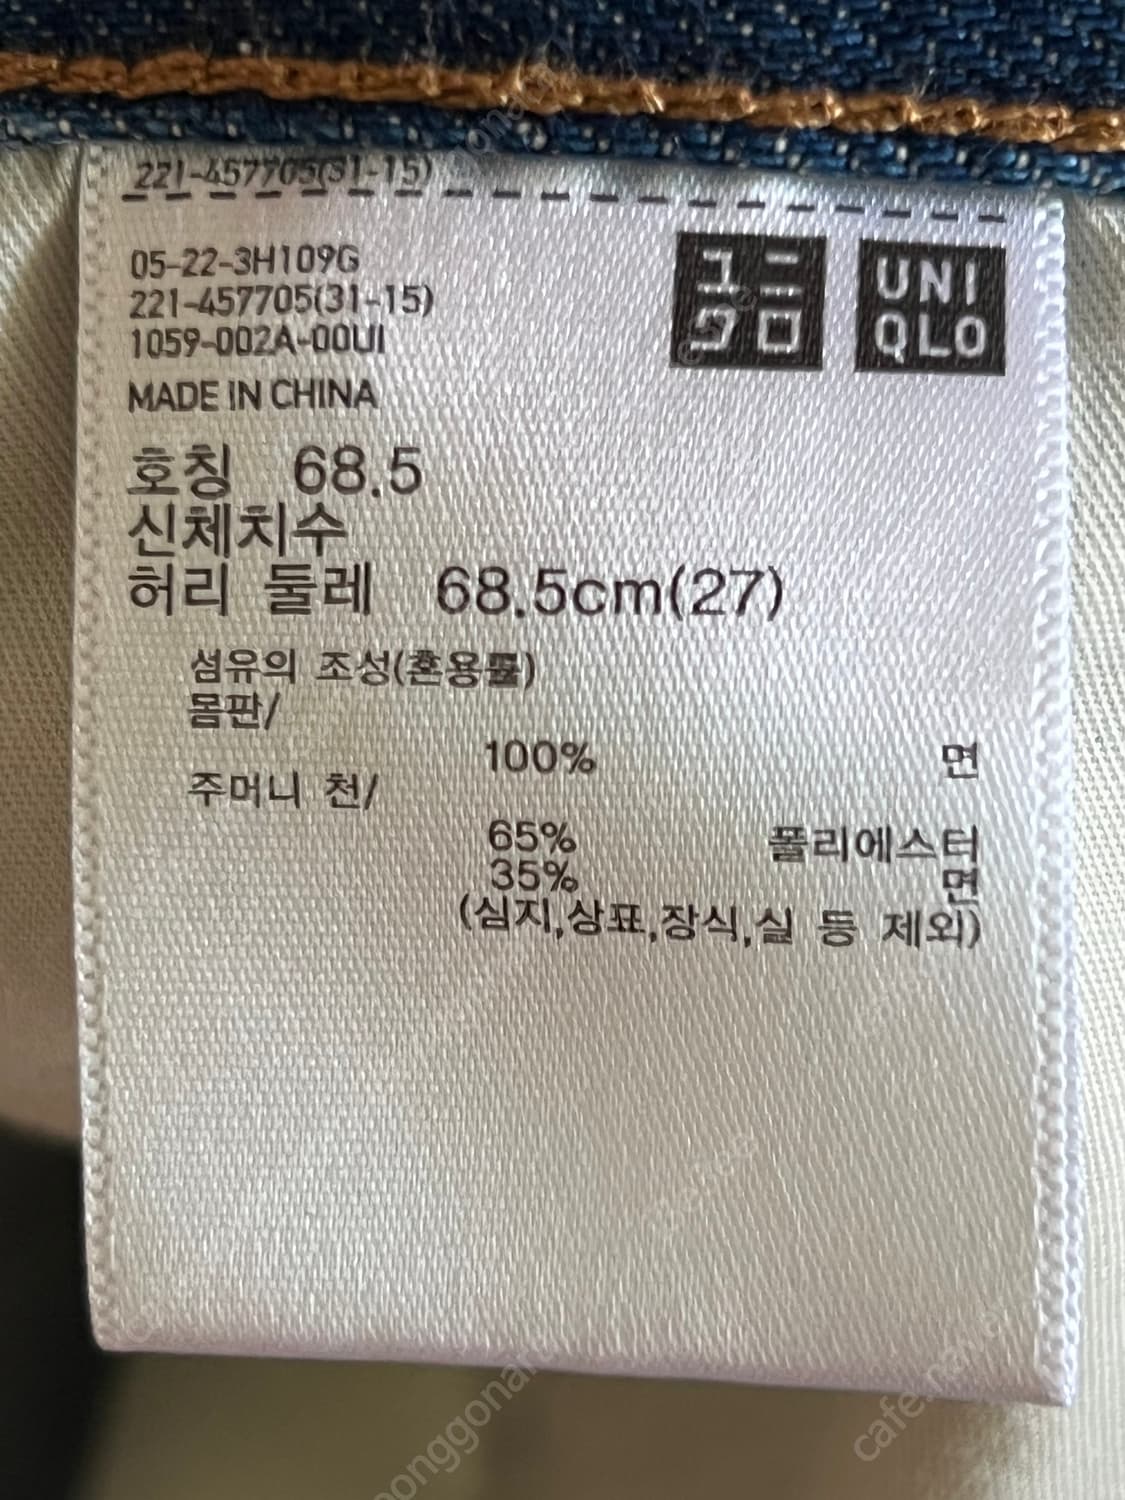 221-457705(31-15)
05-22-3H109G
221-457705(31-15)
1059-002A-00UI
MADE IN CHINA
ユニ
クロ
UNI
QLO
호칭 68.5
신체치수
허리 둘레 68.5cm(27)
섬유의 조성(혼용률)
몸판/
100% 면
주머니 천/
65% 폴리에스터
35% 면
(심지,상표,장식,실 등 제외)